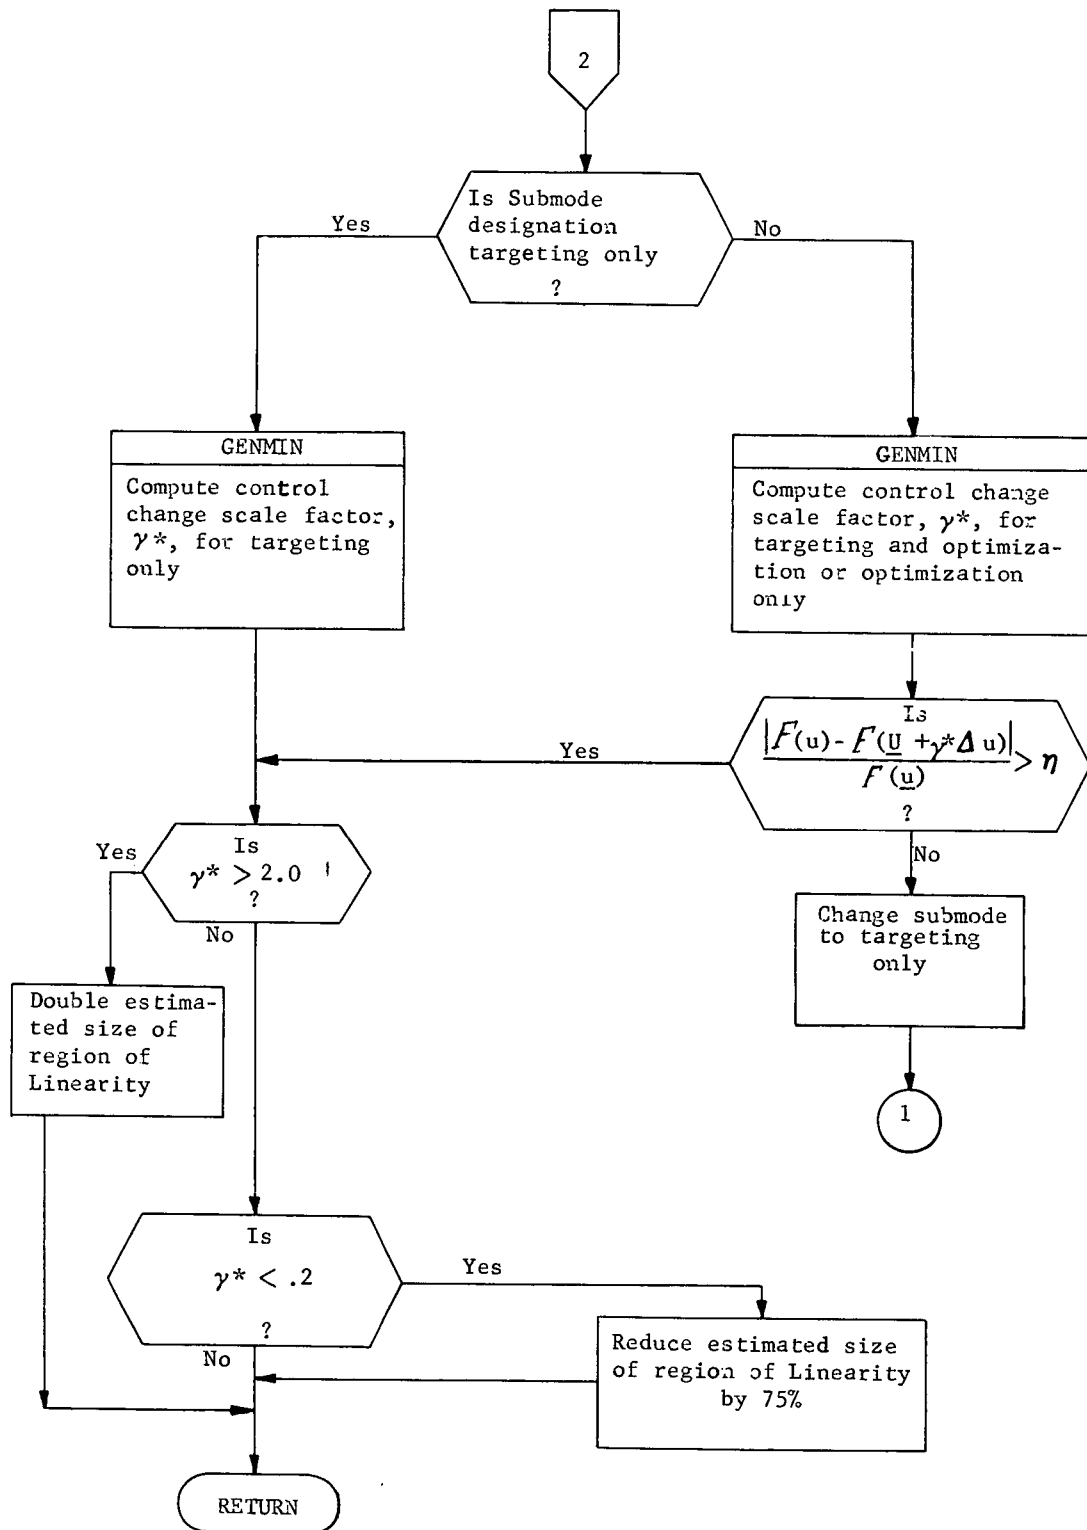 2
Is Submode
designation
targeting only
?
Yes
No
GENMIN
Compute control
change scale factor,
γ*, for targeting
only
GENMIN
Compute control change
scale factor, γ*, for
targeting and optimiza-
tion or optimization
only
Is
|F(u) - F(U + γ*Δ u)|
F(u)
> η
?
Yes
No
Is
γ* > 2.0
?
Yes
No
Change submode
to targeting
only
1
Double estima-
ted size of
region of
Linearity
Is
γ* < .2
?
Yes
No
Reduce estimated size
of region of Linearity
by 75%
RETURN